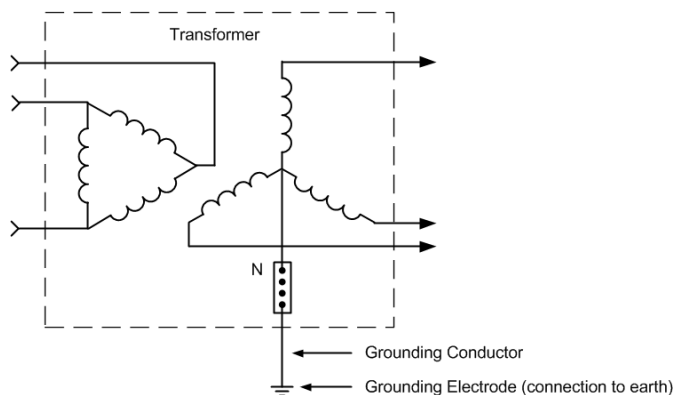 Transformer
N
Grounding Conductor
Grounding Electrode (connection to earth)